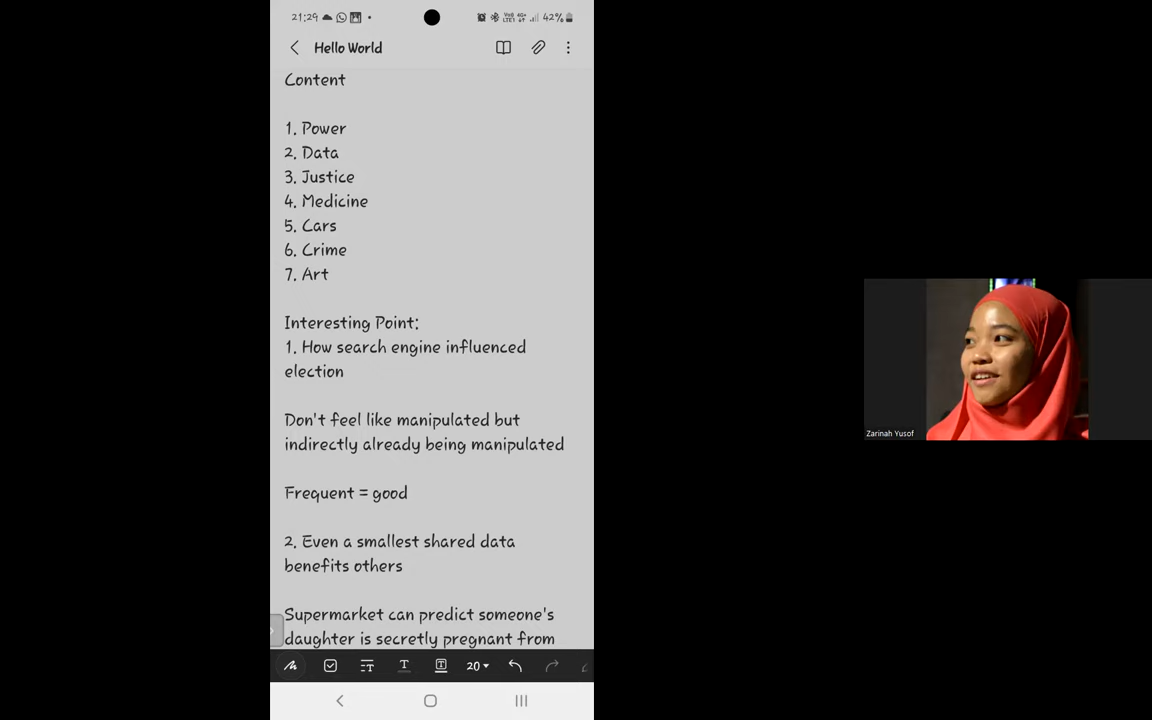 21:29
42%
Hello World
Content
1. Power
2. Data
3. Justice
4. Medicine
5. Cars
6. Crime
7. Art
Interesting Point:
1. How search engine influenced
election
Don't feel like manipulated but
indirectly already being manipulated
Frequent = good
2. Even a smallest shared data
benefits others
Supermarket can predict someone's
daughter is secretly pregnant from
20
Zarinah Yusof